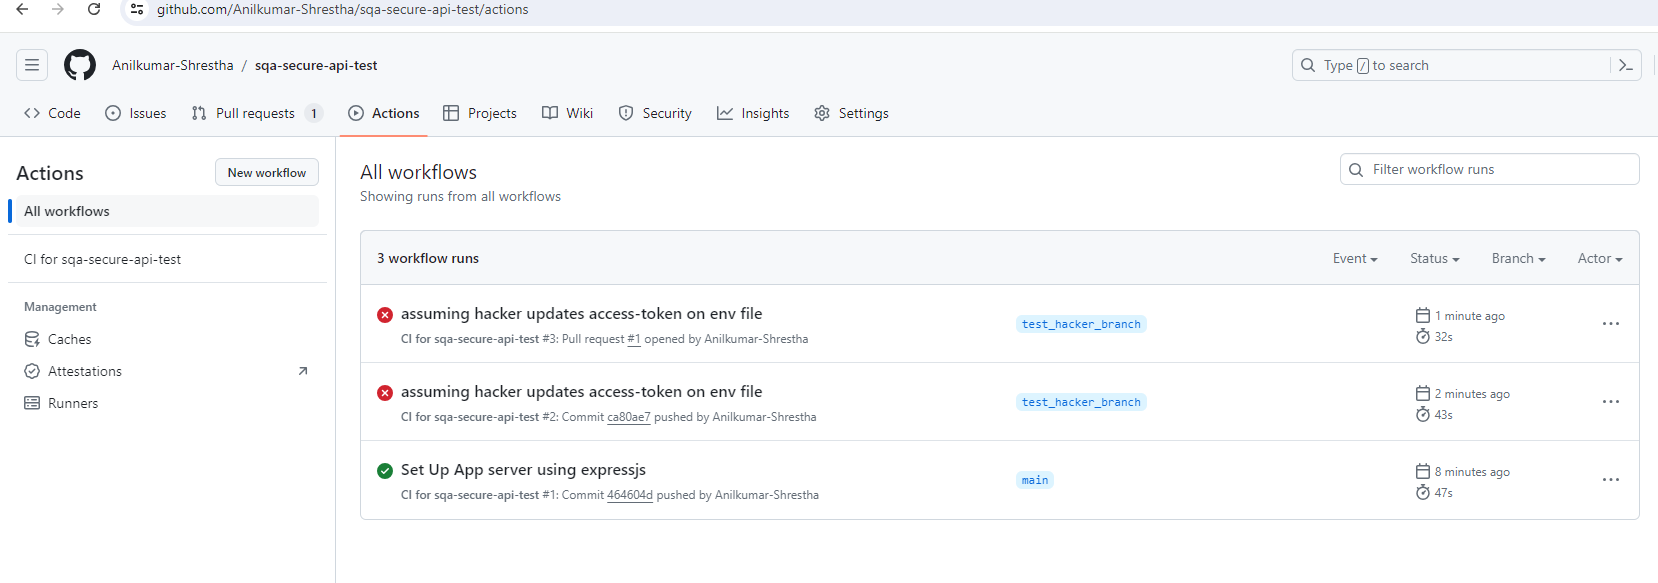 github.com/Anilkumar-Shrestha/sqa-secure-api-test/actions
Anilkumar-Shrestha / sqa-secure-api-test
Type / to search
Code Issues Pull requests 1 Actions Projects Wiki Security Insights Settings
Actions
New workflow
All workflows
CI for sqa-secure-api-test
Management
Caches
Attestations
Runners
All workflows
Showing runs from all workflows
Filter workflow runs
3 workflow runs
Event Status Branch Actor
assuming hacker updates access-token on env file
CI for sqa-secure-api-test #3: Pull request #1 opened by Anilkumar-Shrestha
test_hacker_branch
1 minute ago
32s
assuming hacker updates access-token on env file
CI for sqa-secure-api-test #2: Commit ca80ae7 pushed by Anilkumar-Shrestha
test_hacker_branch
2 minutes ago
43s
Set Up App server using expressjs
CI for sqa-secure-api-test #1: Commit 464604d pushed by Anilkumar-Shrestha
main
8 minutes ago
47s